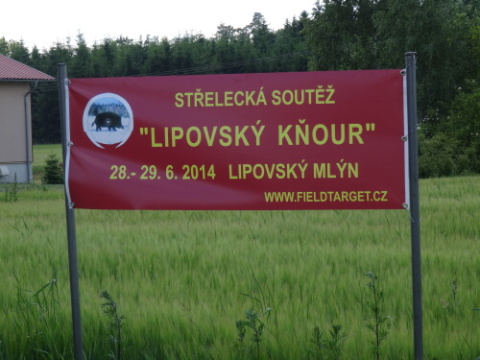 STŘELECKÁ SOUTĚŽ
"LIPOVSKÝ KŇOUR"
28.- 29. 6. 2014 LIPOVSKÝ MLÝN
WWW.FIELDTARGET.CZ